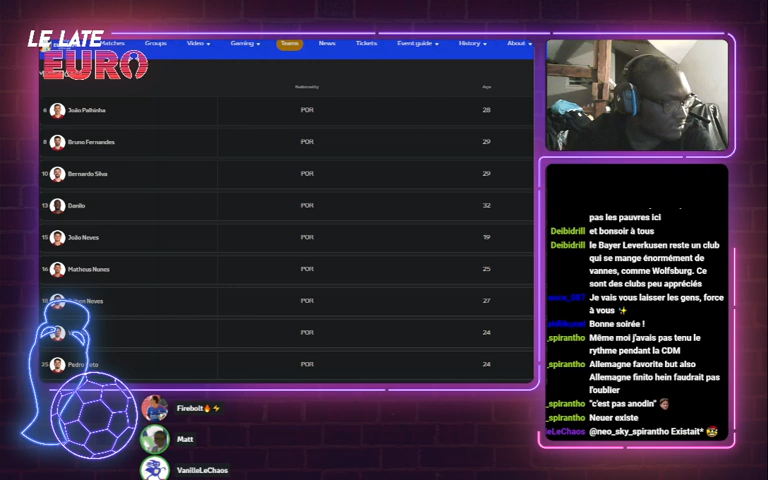 LE LATE
EURO
Matches Groups Video Gaming Teams News Tickets Event guide History About
Age
8 João Palhinha POR 28
8 Bruno Fernandes POR 29
10 Bernardo Silva POR 29
13 Danilo POR 32
15 João Neves POR 19
16 Matheus Nunes POR 25
18 Neves POR 27
POR 24
25 Pedro POR 24
pas les pauvres ici
Deibidrill et bonsoir à tous
Deibidrill le Bayer Leverkusen reste un club
qui se mange énormément de
vannes, comme Wolfsburg. Ce
sont des clubs peu appréciés
Je vais vous laisser les gens, force
à vous ✨
Bonne soirée !
_spirantho Même moi j'avais pas tenu le
rythme pendant la CDM
_spirantho Allemagne favorite but also
Allemagne finito hein faudrait pas
l'oublier
_spirantho "c'est pas anodin"
_spirantho Neuer existe
leLeChaos @neo_sky_spirantho Existait*
Firebolt🔥⚡
Matt
VanilleLeChaos